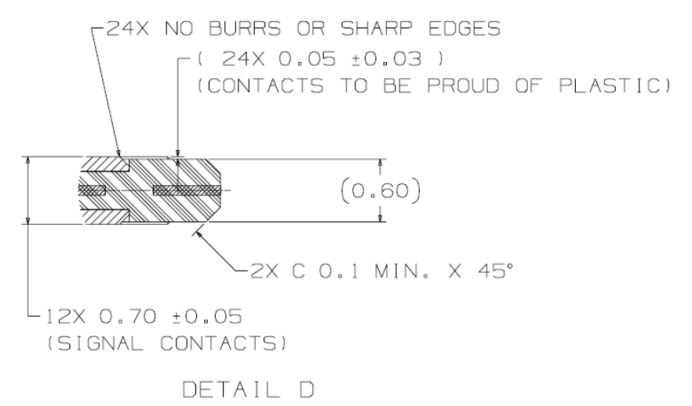 24X NO BURRS OR SHARP EDGES
( 24X 0.05 ±0.03 )
(CONTACTS TO BE PROUD OF PLASTIC)
(0.60)
2X C 0.1 MIN. X 45°
12X 0.70 ±0.05
(SIGNAL CONTACTS)
DETAIL D